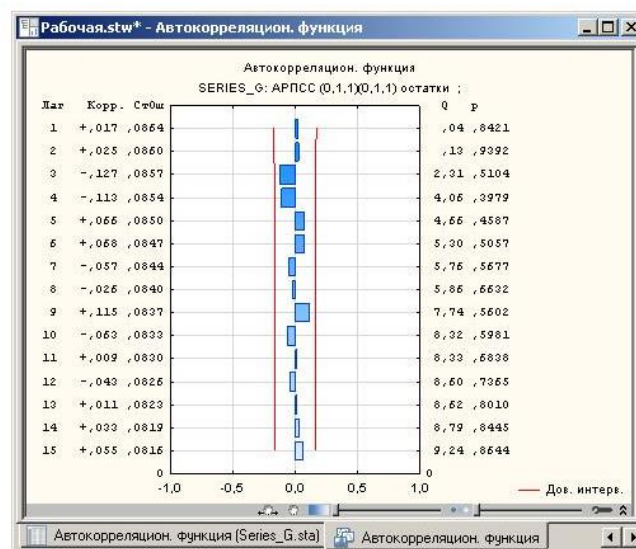 Рабочая.stw* - Автокорреляцион. функция
Автокорреляцион. функция
SERIES_G: АРПСС (0,1,1)(0,1,1) остатки ;
Лаг Корр. СтОш Q p
1 +,017 ,0864 ,04 ,8421
2 +,025 ,0860 ,13 ,9392
3 -,127 ,0857 2,31 ,5104
4 -,113 ,0854 4,06 ,3979
5 +,066 ,0850 4,66 ,4587
6 +,068 ,0847 5,30 ,5057
7 -,057 ,0844 5,76 ,5677
8 -,026 ,0840 5,86 ,6632
9 +,115 ,0837 7,74 ,5602
10 -,063 ,0833 8,32 ,5981
11 +,009 ,0830 8,33 ,6838
12 -,043 ,0826 8,60 ,7365
13 +,011 ,0823 8,62 ,8010
14 +,033 ,0819 8,79 ,8445
15 +,055 ,0816 9,24 ,8644
0 0
-1,0 -0,5 0,0 0,5 1,0
Дов. интерв.
Автокорреляцион. функция (Series_G.sta) Автокорреляцион. функция